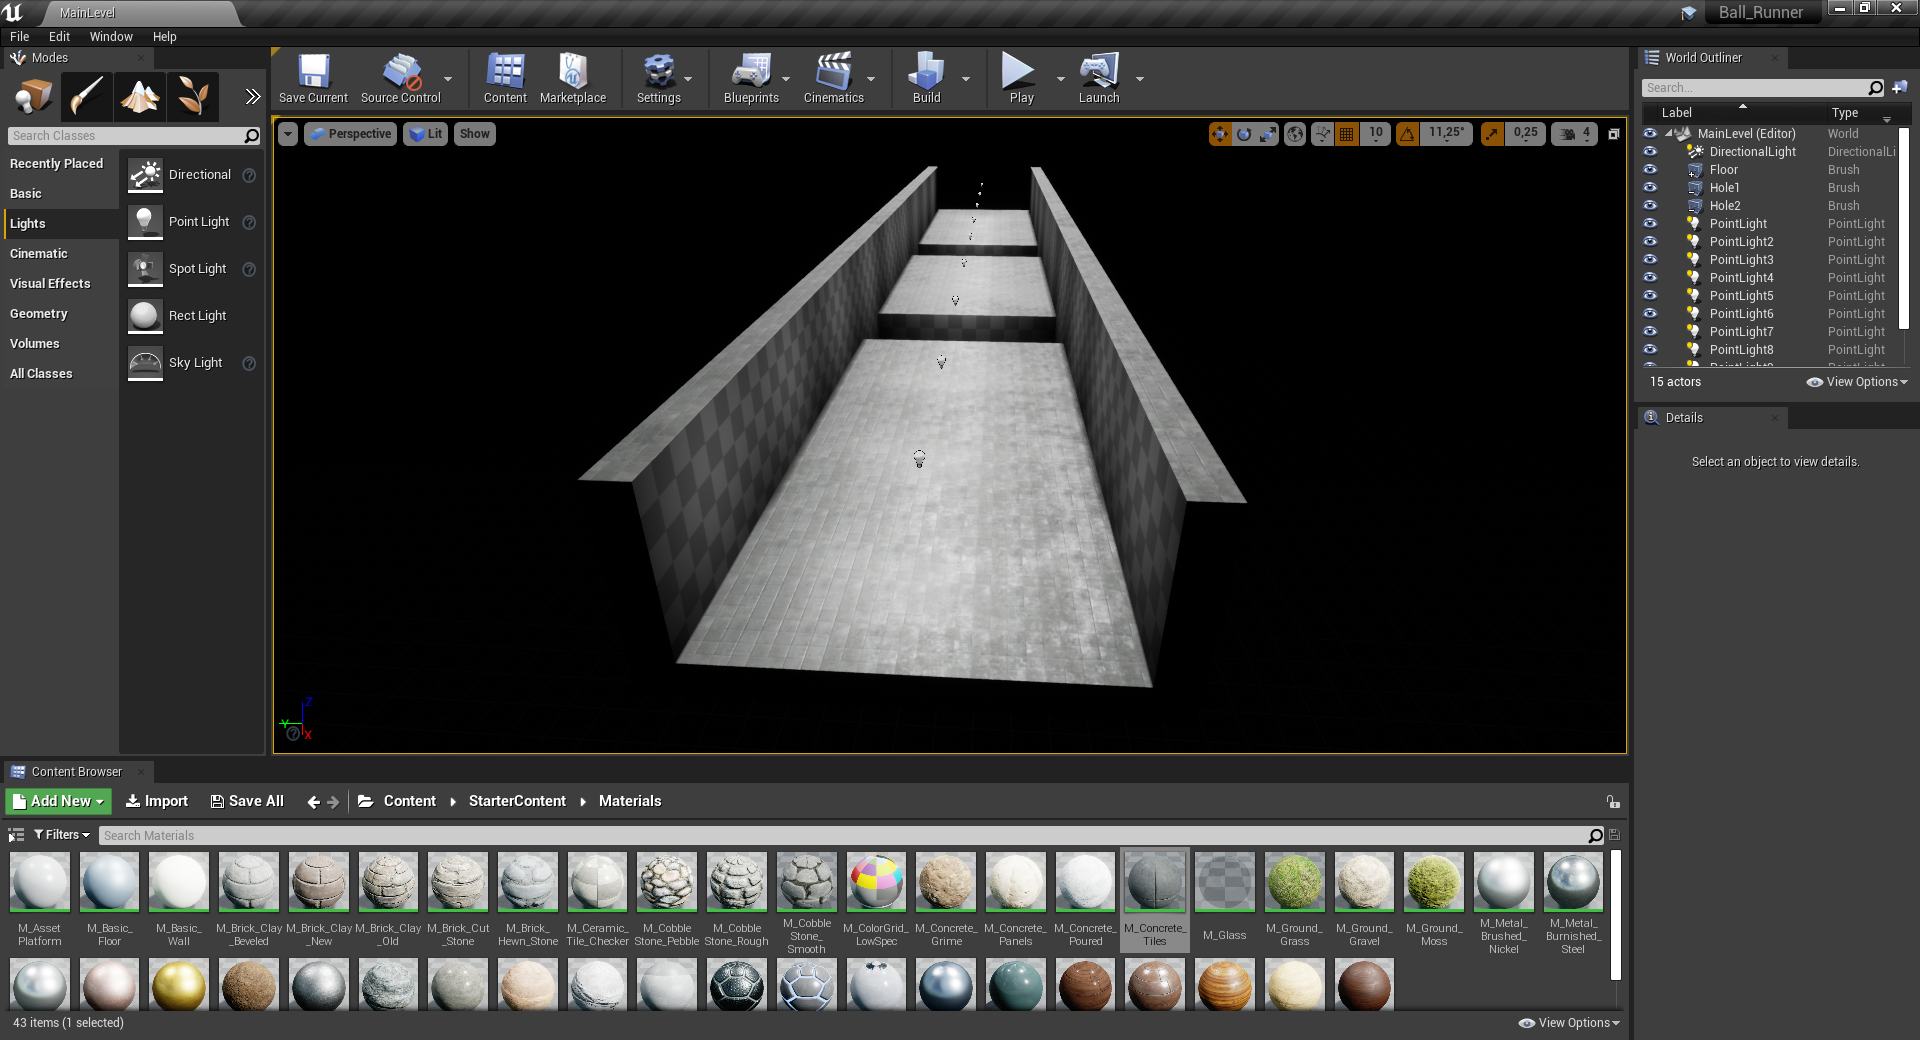 MainLevel
Ball_Runner
File Edit Window Help
Modes
Search Classes
Recently Placed
Basic
Lights
Cinematic
Visual Effects
Geometry
Volumes
All Classes
Directional
Point Light
Spot Light
Rect Light
Sky Light
Save Current
Source Control
Content
Marketplace
Settings
Blueprints
Cinematics
Build
Play
Launch
Perspective
Lit
Show
10
11,25°
0,25
4
Z
Y
X
World Outliner
Search...
Label Type
MainLevel (Editor) World
DirectionalLight DirectionalLi
Floor Brush
Hole1 Brush
Hole2 Brush
PointLight PointLight
PointLight2 PointLight
PointLight3 PointLight
PointLight4 PointLight
PointLight5 PointLight
PointLight6 PointLight
PointLight7 PointLight
PointLight8 PointLight
15 actors
View Options
Details
Select an object to view details.
Content Browser
Add New
Import
Save All
Content
StarterContent
Materials
Filters
Search Materials
M_Asset
Platform
M_Basic_
Floor
M_Basic_
Wall
M_Brick_Clay
_Beveled
M_Brick_Clay
_New
M_Brick_Clay
_Old
M_Brick_Cut
_Stone
M_Brick_
Hewn_Stone
M_Ceramic_
Tile_Checker
M_Cobble
Stone_Pebble
M_Cobble
Stone_Rough
M_Cobble
Stone_
Smooth
M_ColorGrid_
LowSpec
M_Concrete_
Grime
M_Concrete_
Panels
M_Concrete_
Poured
M_Concrete_
Tiles
M_Glass
M_Ground_
Grass
M_Ground_
Gravel
M_Ground_
Moss
M_Metal_
Brushed_
Nickel
M_Metal_
Burnished_
Steel
43 items (1 selected)
View Options